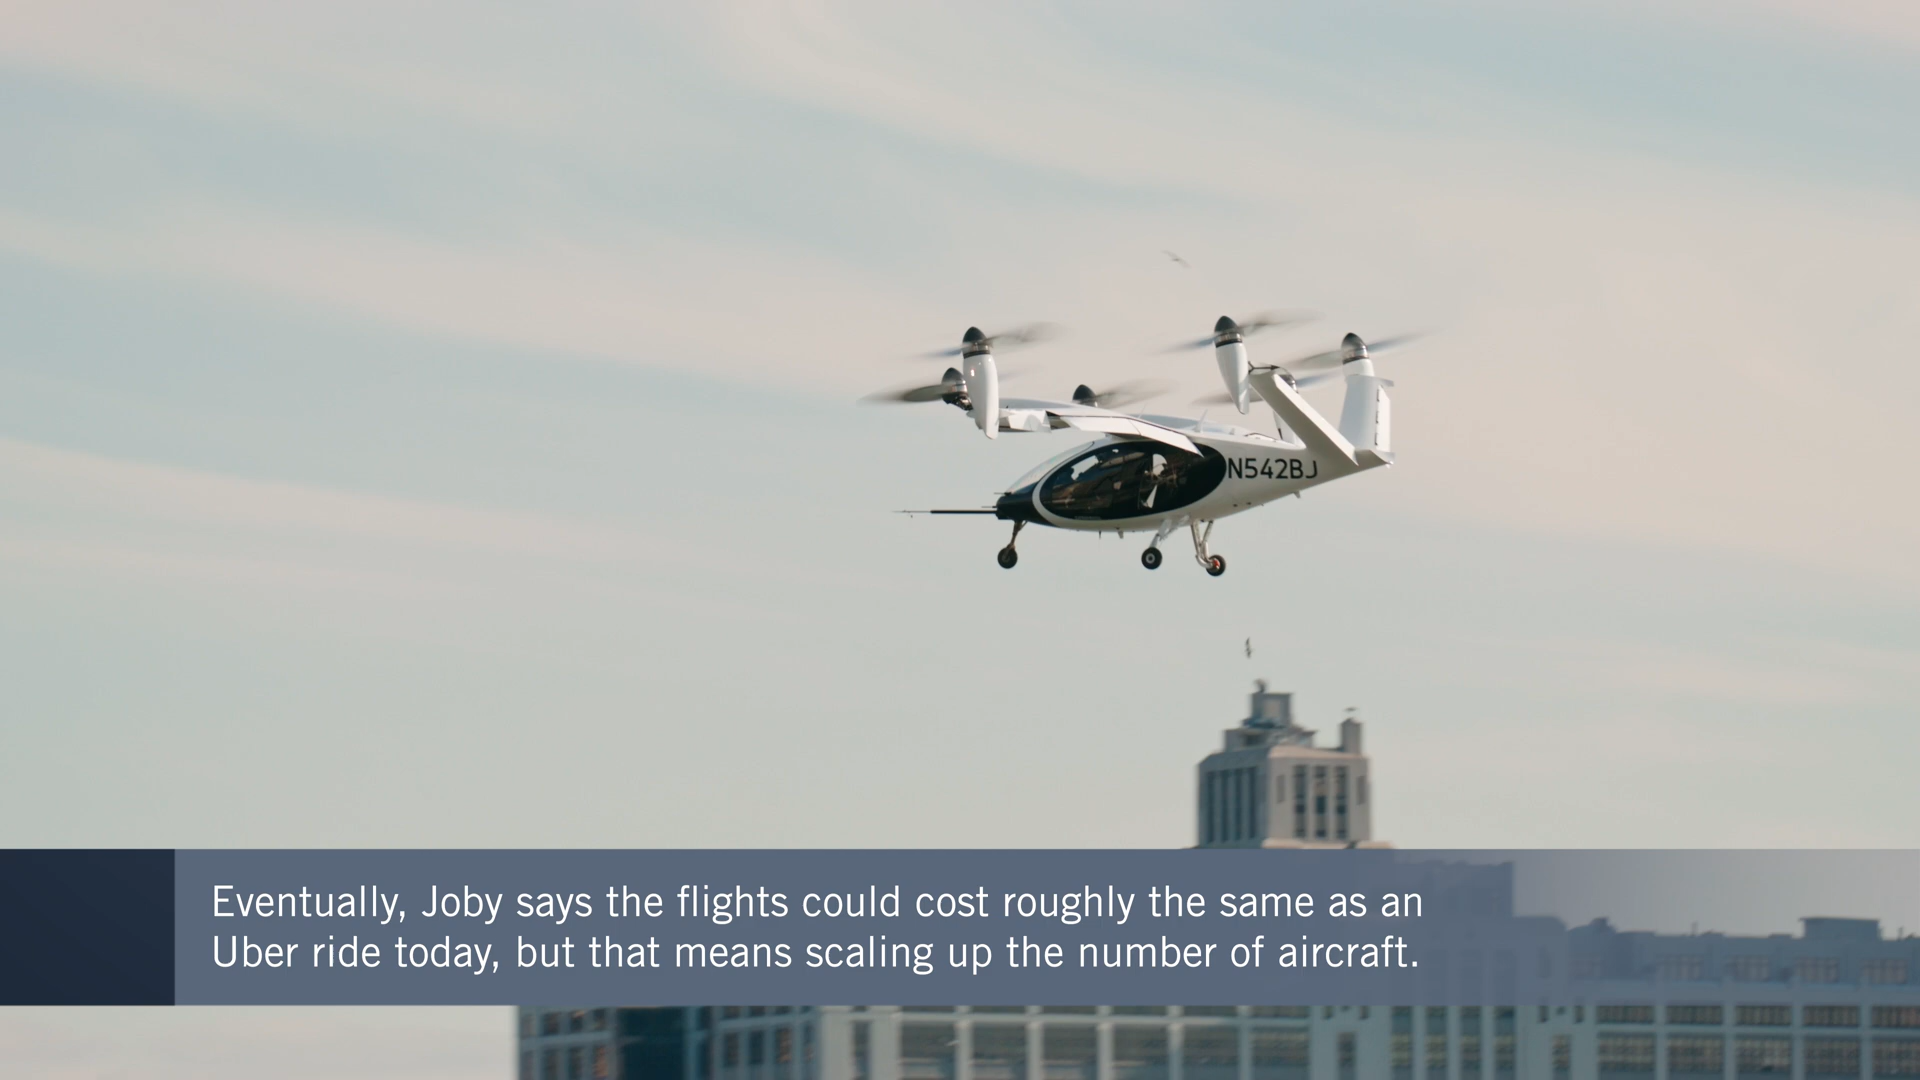 N542BJ
Eventually, Joby says the flights could cost roughly the same as an
Uber ride today, but that means scaling up the number of aircraft.